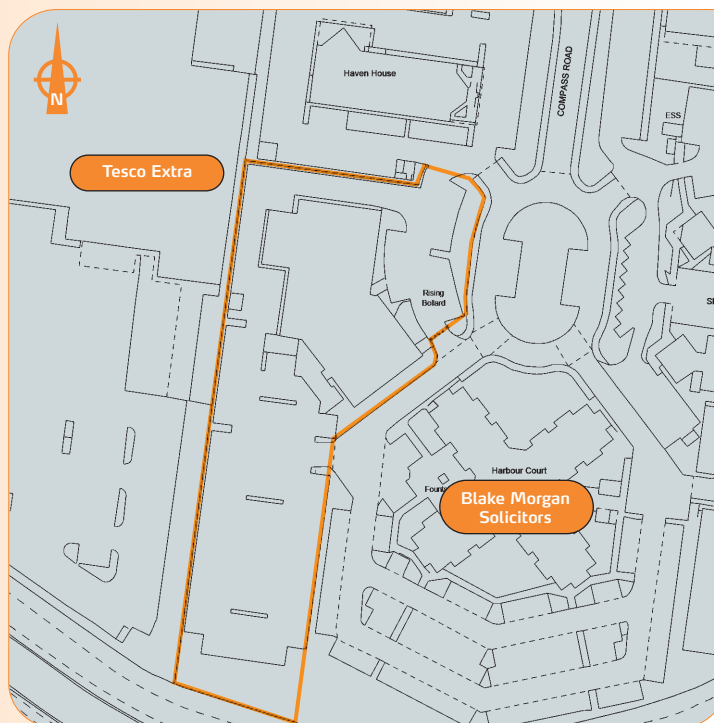 N
Haven House
COMPASS ROAD
ESS
Tesco Extra
Rising
Bollard
Harbour Court
Blake Morgan
Solicitors